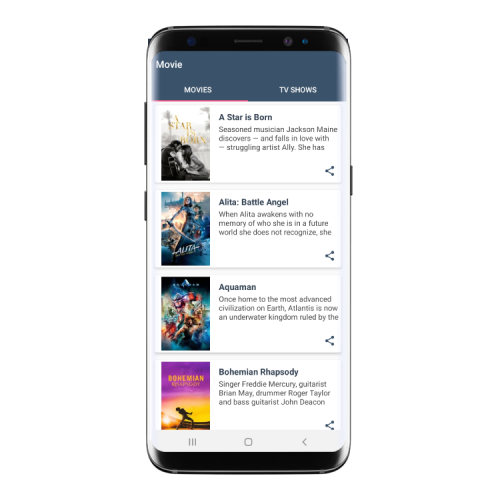 Movie
MOVIES
TV SHOWS
A Star is Born
Seasoned musician Jackson Maine
discovers — and falls in love with
— struggling artist Ally. She has
Alita: Battle Angel
When Alita awakens with no
memory of who she is in a future
world she does not recognize, she
ALITA
Aquaman
Once home to the most advanced
civilization on Earth, Atlantis is now
an underwater kingdom ruled by the
BOHEMIAN
RHAPSODY
Bohemian Rhapsody
Singer Freddie Mercury, guitarist
Brian May, drummer Roger Taylor
and bass guitarist John Deacon